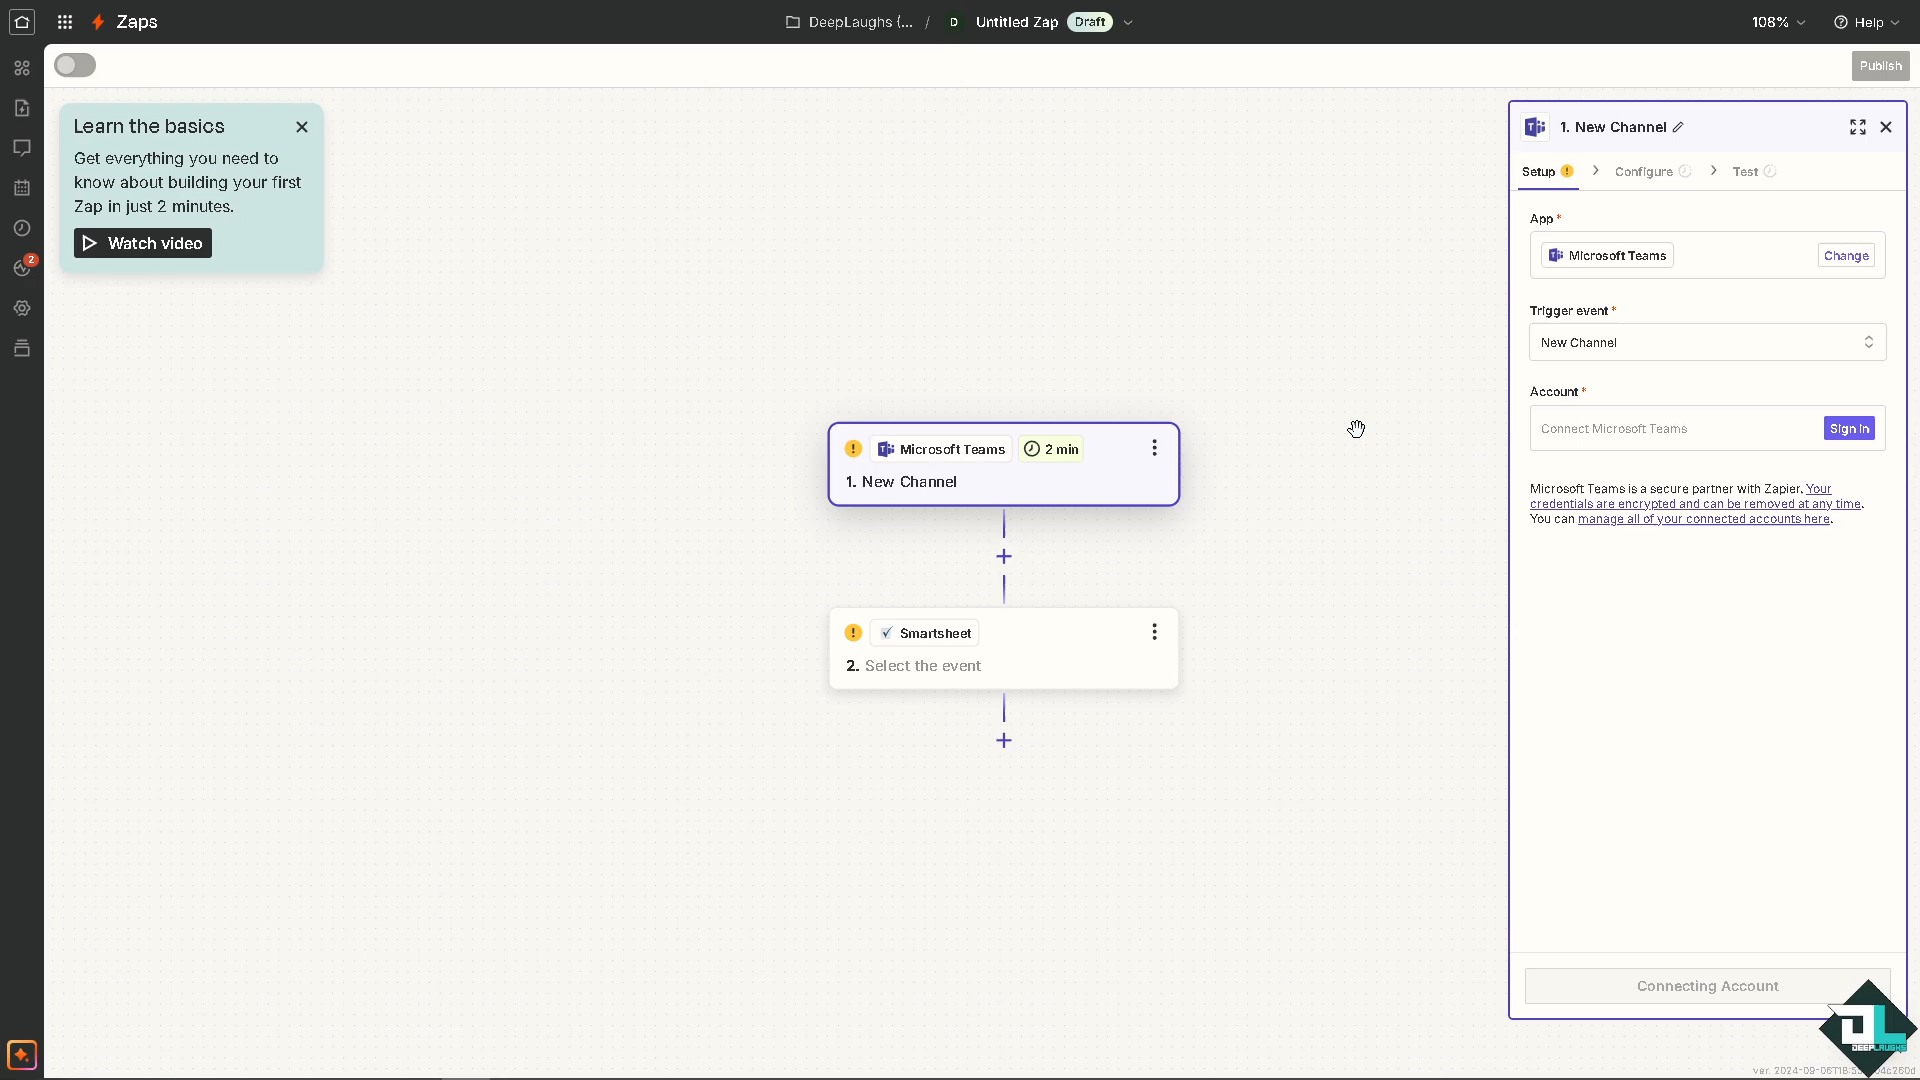 Zaps
DeepLaughs (... / D Untitled Zap Draft
108%
Help
Publish
Learn the basics
Get everything you need to
know about building your first
Zap in just 2 minutes.
Watch video
2
Microsoft Teams 2 min
1. New Channel
Smartsheet
2. Select the event
1. New Channel
Setup Configure Test
App *
Microsoft Teams Change
Trigger event *
New Channel
Account *
Connect Microsoft Teams Sign in
Microsoft Teams is a secure partner with Zapier. Your
credentials are encrypted and can be removed at any time.
You can manage all of your connected accounts here.
Connecting Account
DEEPLAUGHS